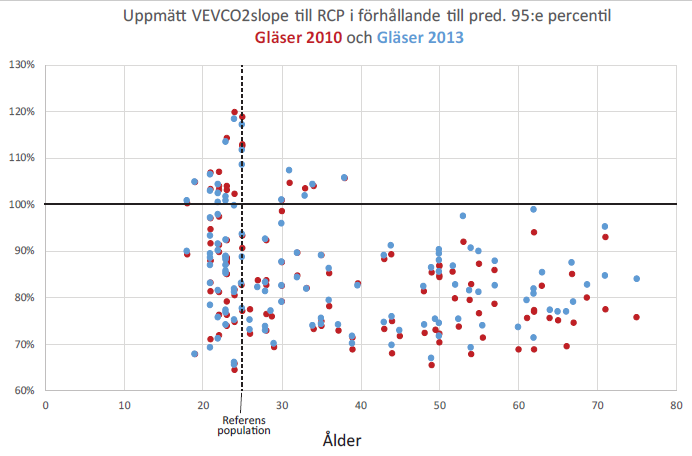 Uppmätt VEVCO2slope till RCP i förhållande till pred. 95:e percentil
Gläser 2010 och Gläser 2013
130%
120%
110%
100%
90%
80%
70%
60%
0 10 20 30 40 50 60 70 80
Referens
population
Ålder